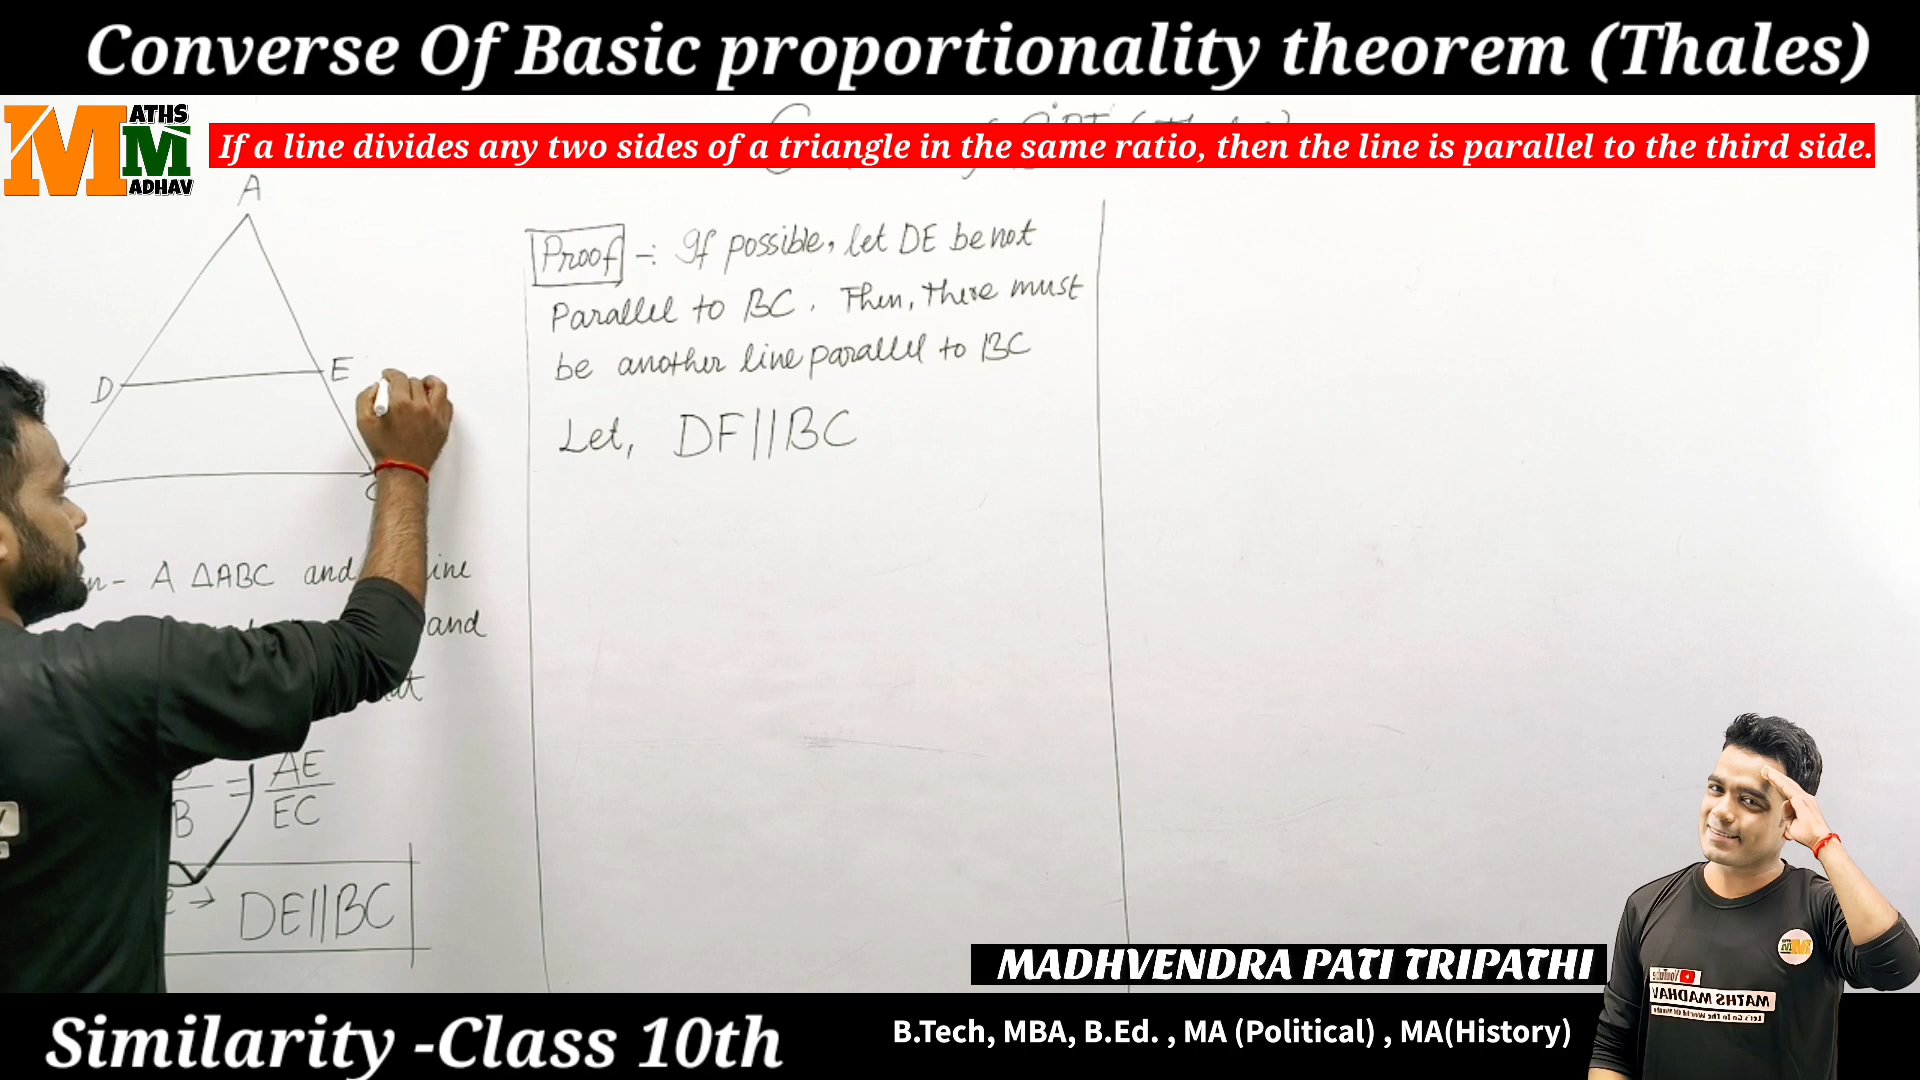 Converse Of Basic proportionality theorem (Thales)
MATHS
MADHAV
If a line divides any two sides of a triangle in the same ratio, then the line is parallel to the third side.
A
Proof -: If possible, let DE be not
Parallel to BC. Then, there must
be another line parallel to BC
D E
Let, DF||BC
C
A ΔABC and
and
AE
B = EC
DE||BC
MADHVENDRA PATI TRIPATHI
YouTube
MATHS MADHAV
Similarity -Class 10th
B.Tech, MBA, B.Ed. , MA (Political) , MA(History)